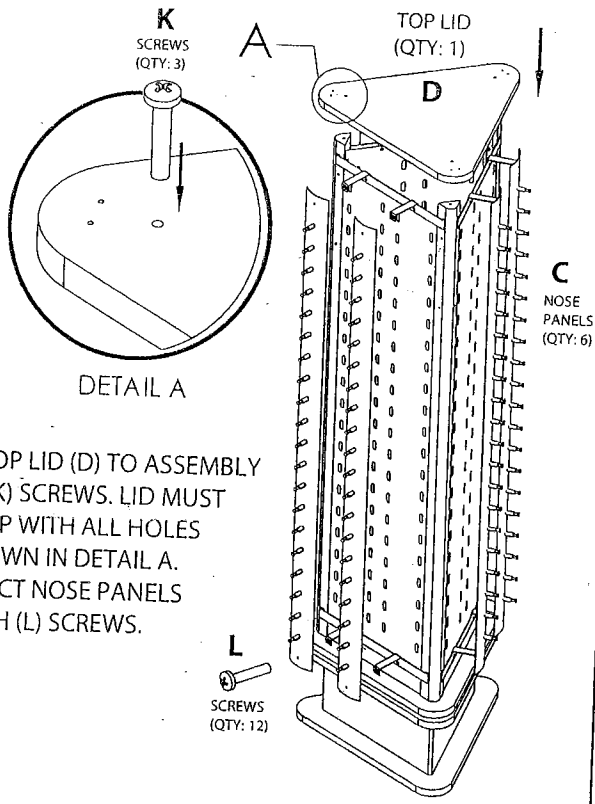 K
SCREWS
(QTY: 3)
A
TOP LID
(QTY: 1)
D
C
NOSE
PANELS
(QTY: 6)
DETAIL A
OP LID (D) TO ASSEMBLY
K) SCREWS. LID MUST
P WITH ALL HOLES
WN IN DETAIL A.
CT NOSE PANELS
H (L) SCREWS.
L
SCREWS
(QTY: 12)